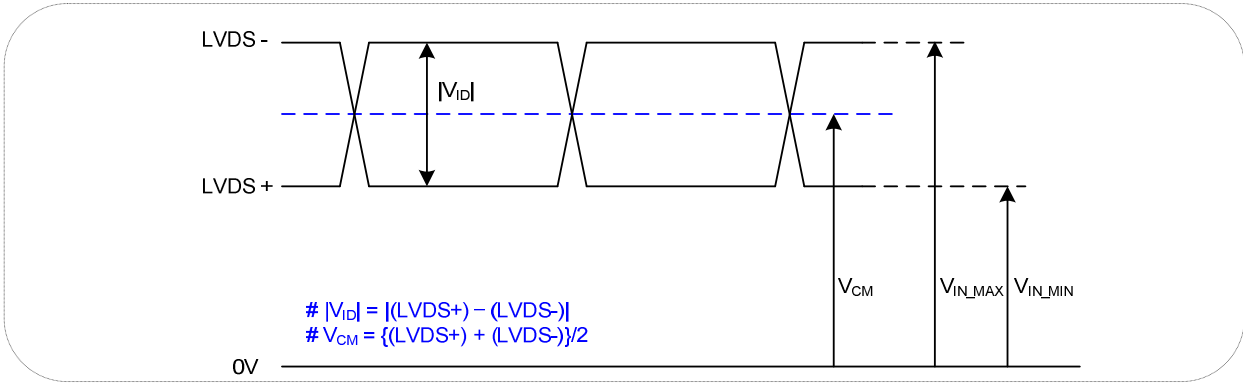 LVDS -
|VID|
LVDS +
VCM
VIN_MAX
VIN_MIN
# |VID| = |(LVDS+) – (LVDS-)|
# VCM = {(LVDS+) + (LVDS-)}/2
0V